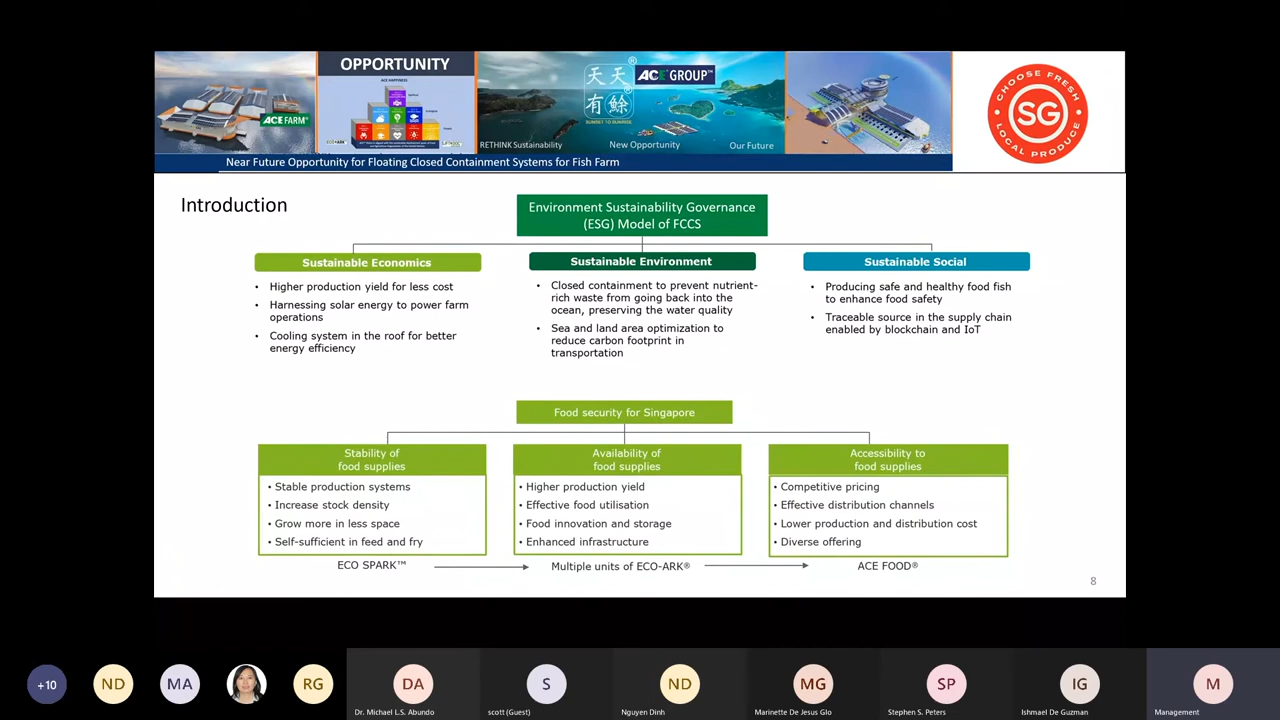 OPPORTUNITY
ACE HAPPINESS
ACE FARM™
ECO•ARK
天天®
有餘®
SUNSET TO SUNRISE
ACE® GROUP™
RETHINK Sustainability
New Opportunity
Our Future
CHOOSE FRESH
SG
LOCAL PRODUCE
Near Future Opportunity for Floating Closed Containment Systems for Fish Farm
Introduction
Environment Sustainability Governance
(ESG) Model of FCCS
Sustainable Economics
• Higher production yield for less cost
• Harnessing solar energy to power farm
operations
• Cooling system in the roof for better
energy efficiency
Sustainable Environment
• Closed containment to prevent nutrient-
rich waste from going back into the
ocean, preserving the water quality
• Sea and land area optimization to
reduce carbon footprint in
transportation
Sustainable Social
• Producing safe and healthy food fish
to enhance food safety
• Traceable source in the supply chain
enabled by blockchain and IoT
Food security for Singapore
Stability of
food supplies
• Stable production systems
• Increase stock density
• Grow more in less space
• Self-sufficient in feed and fry
ECO SPARK™
Availability of
food supplies
• Higher production yield
• Effective food utilisation
• Food innovation and storage
• Enhanced infrastructure
Multiple units of ECO-ARK®
Accessibility to
food supplies
• Competitive pricing
• Effective distribution channels
• Lower production and distribution cost
• Diverse offering
ACE FOOD®
8
+10
ND
MA
RG
DA
Dr. Michael L.S. Abundo
S
scott (Guest)
ND
Nguyen Dinh
MG
Marinette De Jesus Glo
SP
Stephen S. Peters
IG
Ishmael De Guzman
M
Management